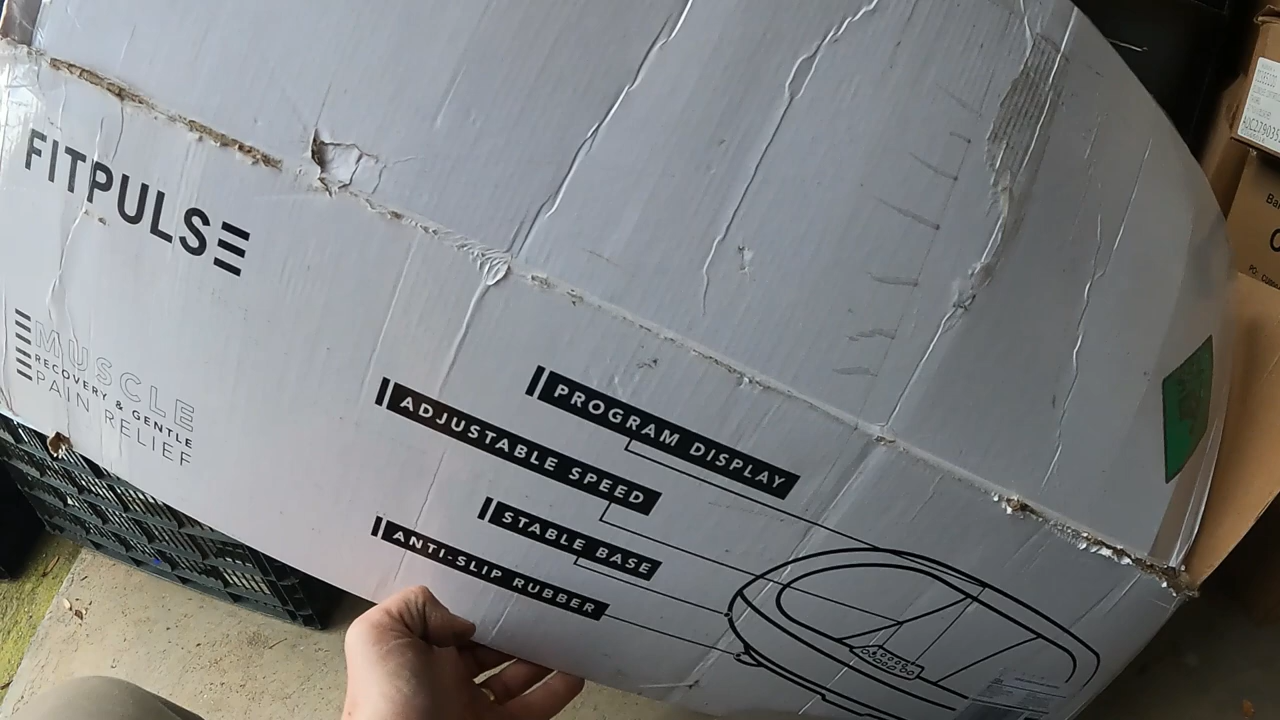 FITPULSE
MUSCLE
RECOVERY & GENTLE
PAIN RELIEF
PROGRAM DISPLAY
ADJUSTABLE SPEED
STABLE BASE
ANTI-SLIP RUBBER